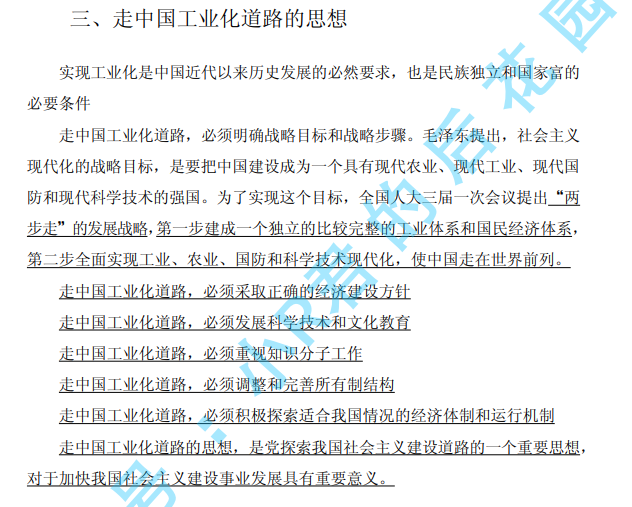 三、走中国工业化道路的思想
实现工业化是中国近代以来历史发展的必然要求，也是民族独立和国家富的
必要条件
走中国工业化道路，必须明确战略目标和战略步骤。毛泽东提出，社会主义
现代化的战略目标，是要把中国建设成为一个具有现代农业、现代工业、现代国
防和现代科学技术的强国。为了实现这个目标，全国人大三届一次会议提出“两
步走”的发展战略，第一步建成一个独立的比较完整的工业体系和国民经济体系，
第二步全面实现工业、农业、国防和科学技术现代化，使中国走在世界前列。
走中国工业化道路，必须采取正确的经济建设方针
走中国工业化道路，必须发展科学技术和文化教育
走中国工业化道路，必须重视知识分子工作
走中国工业化道路，必须调整和完善所有制结构
走中国工业化道路，必须积极探索适合我国情况的经济体制和运行机制
走中国工业化道路的思想，是党探索我国社会主义建设道路的一个重要思想，
对于加快我国社会主义建设事业发展具有重要意义。
号：小R君的后花园